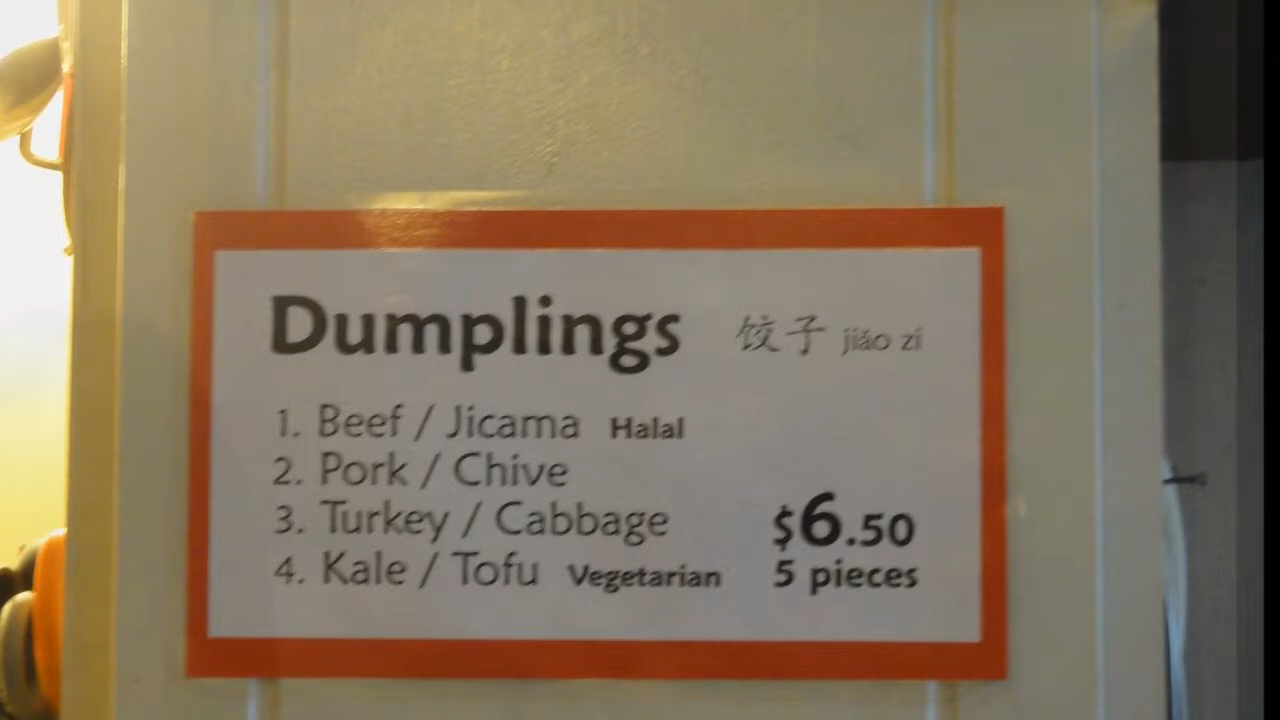 Dumplings 饺子 jiǎo zi
1. Beef / Jicama Halal
2. Pork / Chive
3. Turkey / Cabbage
4. Kale / Tofu Vegetarian
$6.50
5 pieces